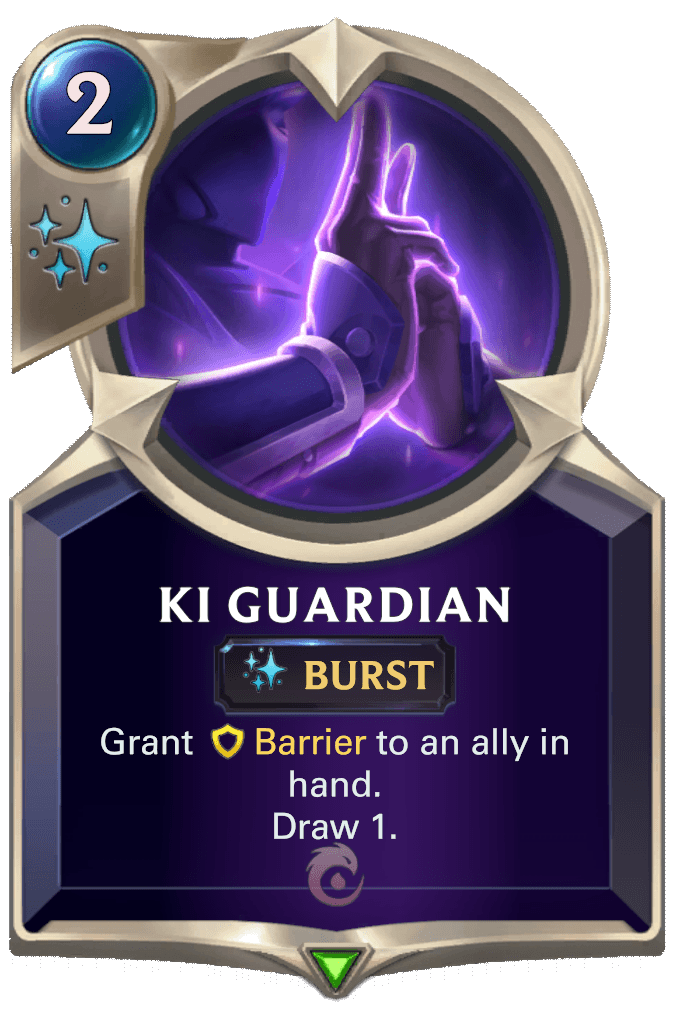 2
KI GUARDIAN
BURST
Grant Barrier to an ally in
hand.
Draw 1.